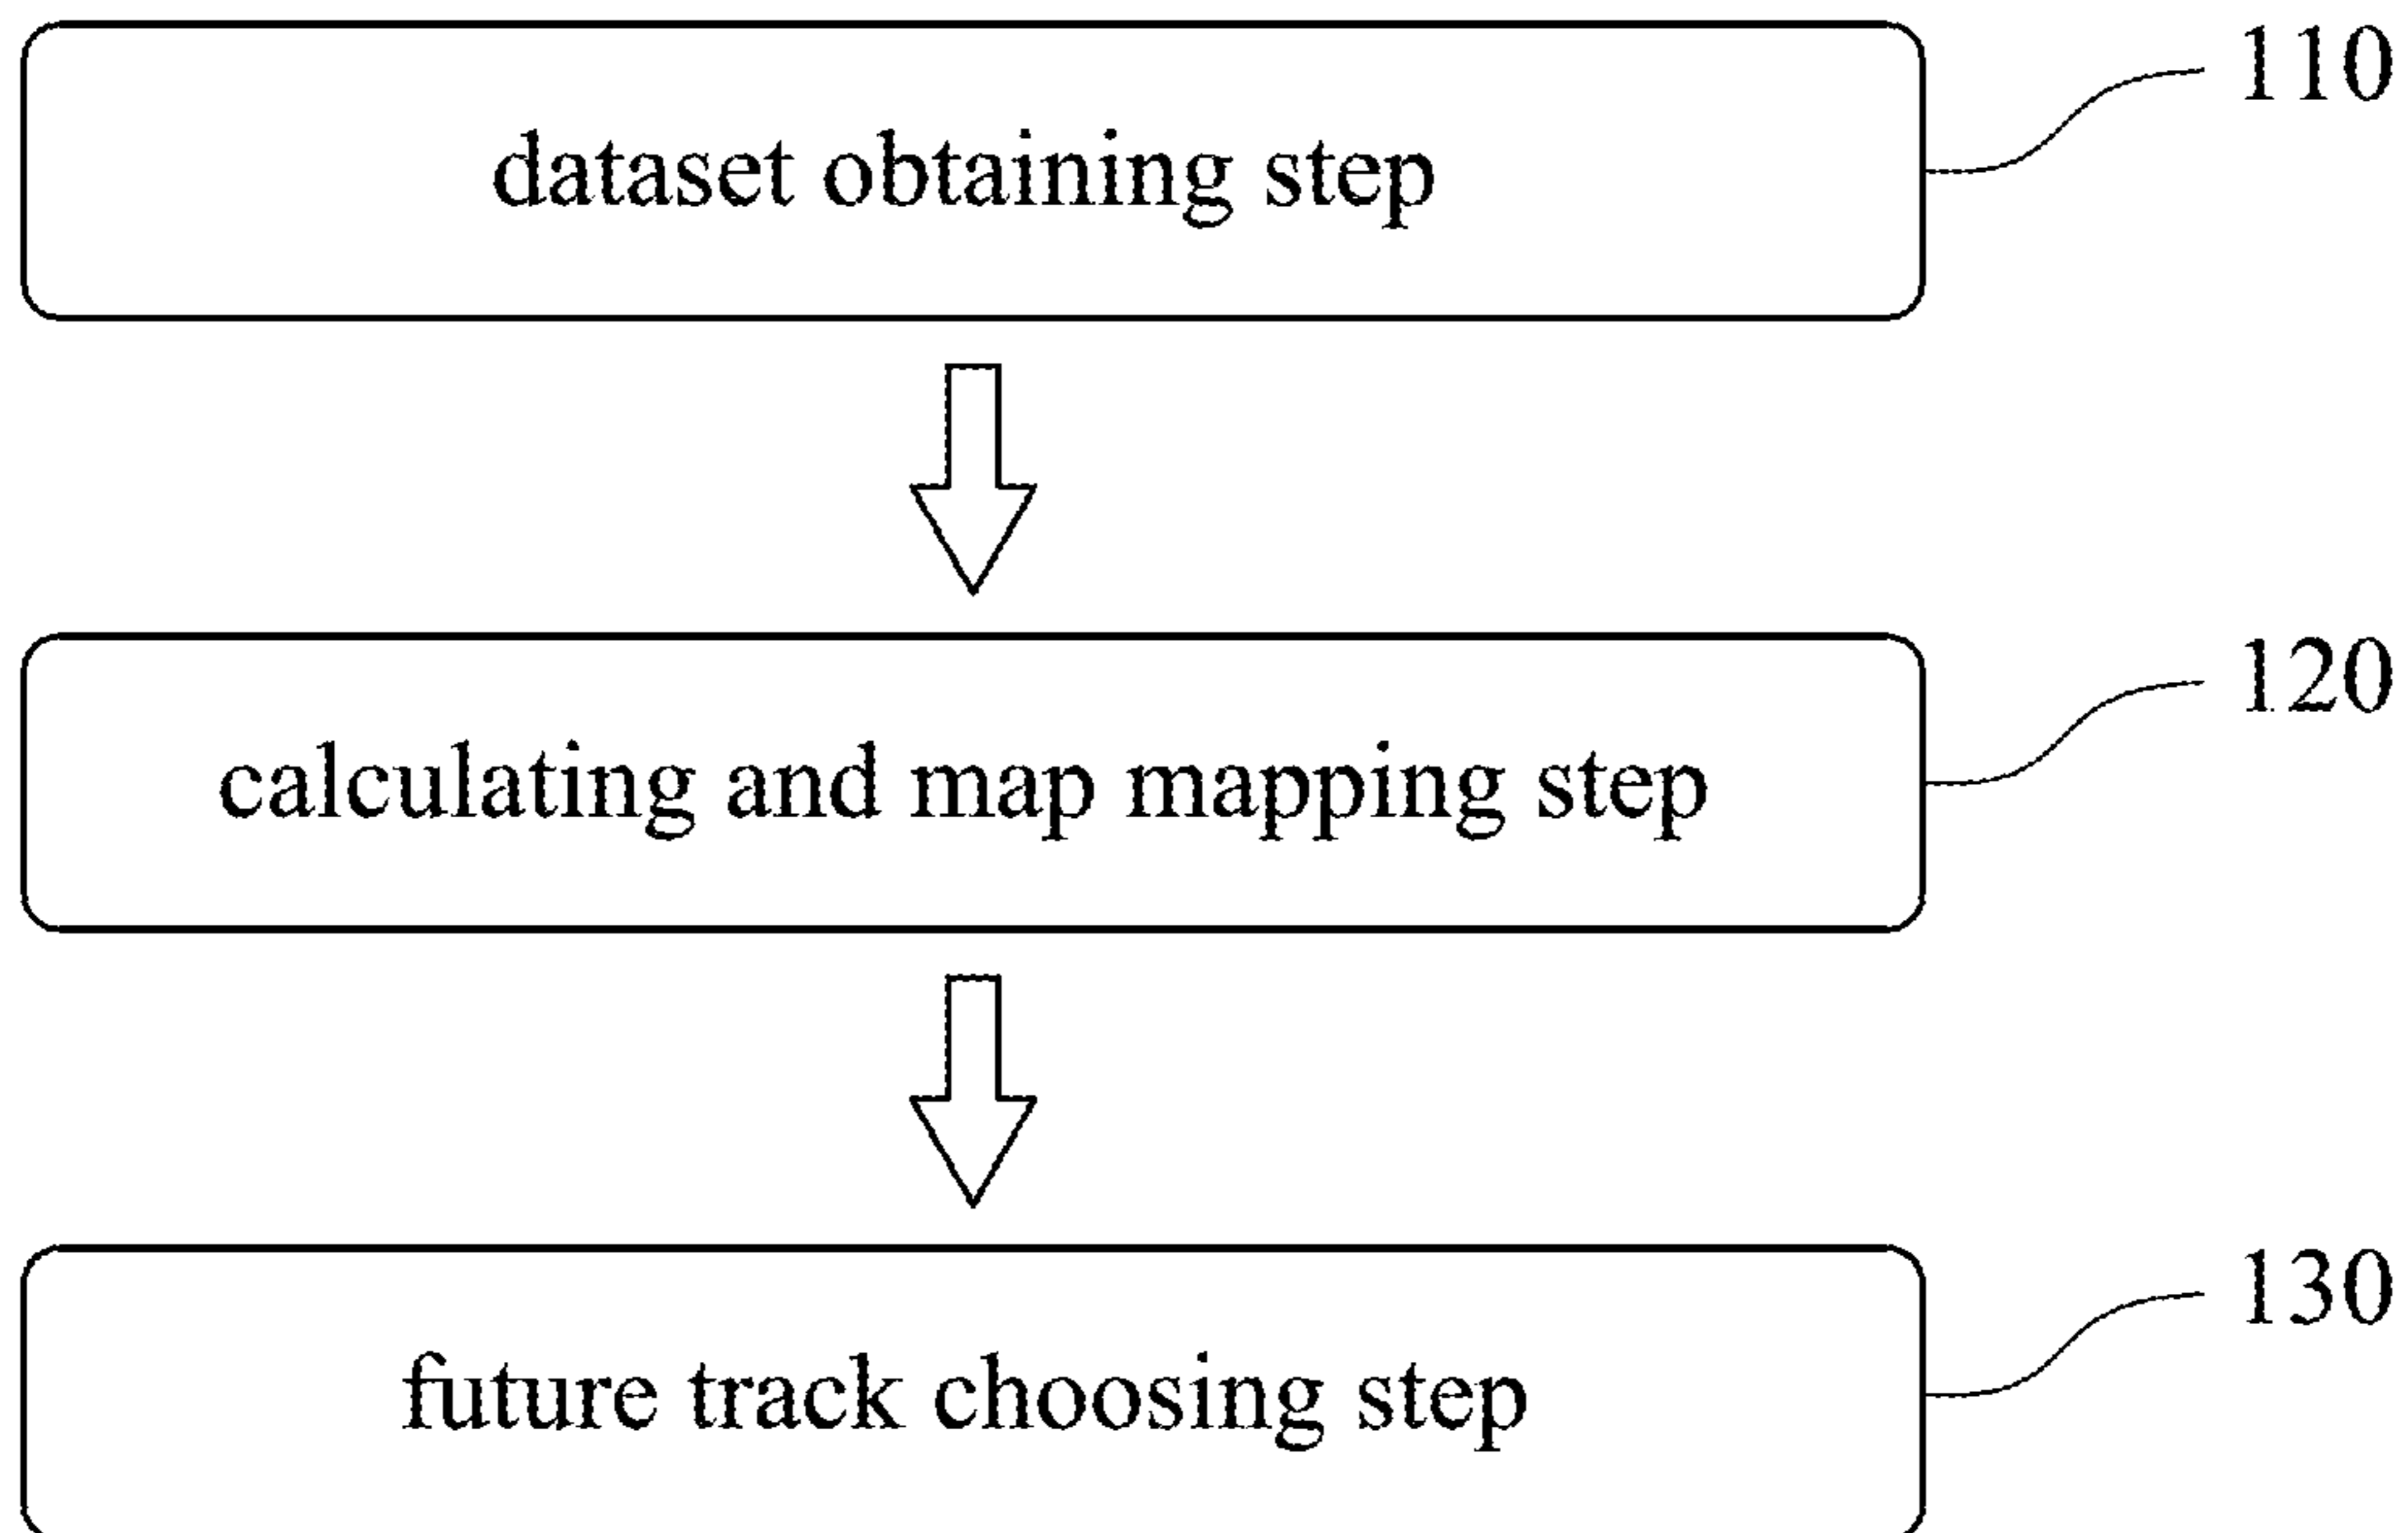 dataset obtaining step
110
calculating and map mapping step
120
future track choosing step
130